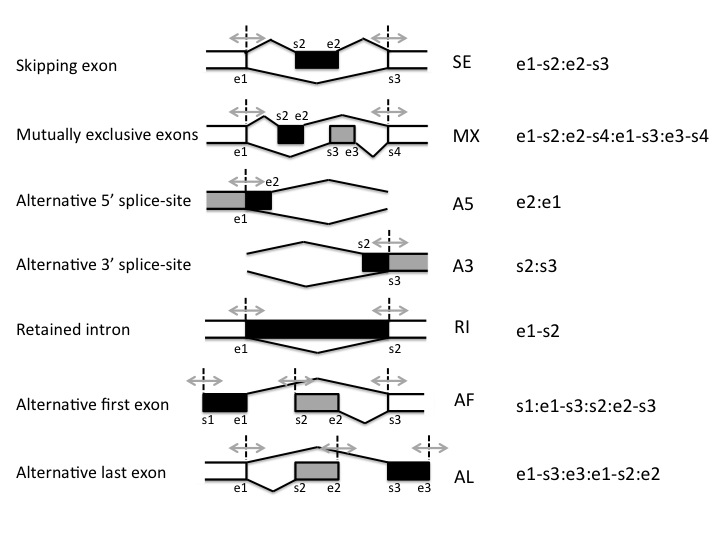 s2 e2
Skipping exon SE e1-s2:e2-s3
e1 s3
s2 e2
Mutually exclusive exons MX e1-s2:e2-s4:e1-s3:e3-s4
e1 s3 e3 s4
e2
Alternative 5’ splice-site A5 e2:e1
e1
s2
Alternative 3’ splice-site A3 s2:s3
s3
Retained intron RI e1-s2
e1 s2
Alternative first exon AF s1:e1-s3:s2:e2-s3
s1 e1 s2 e2 s3
Alternative last exon AL e1-s3:e3:e1-s2:e2
e1 s2 e2 s3 e3